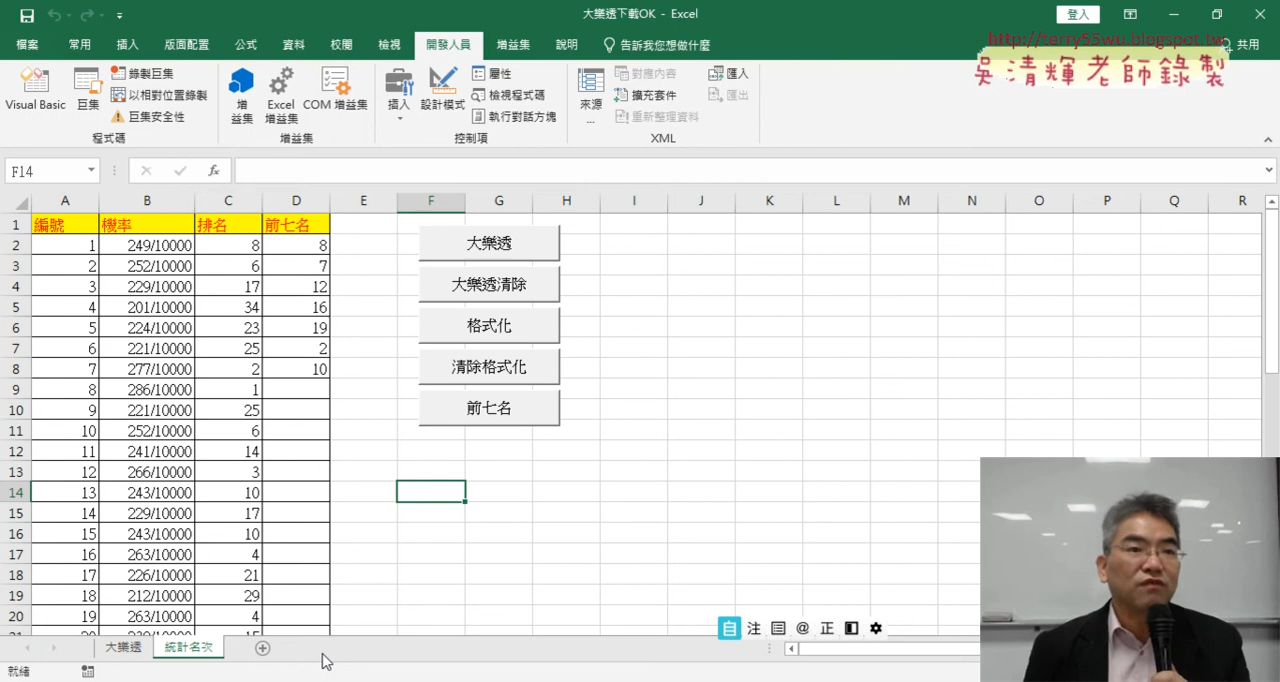 大樂透下載OK - Excel
登入
檔案 常用 插入 版面配置 公式 資料 校閱 檢視 開發人員 增益集 說明 告訴我您想做什麼 共用
http://terry55wu.blogspot.tw
吳清輝老師錄製
Visual Basic 巨集 錄製巨集 以相對位置錄製 巨集安全性
增益集 Excel 增益集 COM 增益集
插入 設計模式 屬性 檢視程式碼 執行對話方塊
來源 ... 對應內容 擴充套件 重新整理資料 匯入 匯出
程式碼 增益集 控制項 XML
F14 fx
A B C D E F G H I J K L M N O P Q R
1 編號 機率 排名 前七名
2 1 249/10000 8 8
3 2 252/10000 6 7
4 3 229/10000 17 12
5 4 201/10000 34 16
6 5 224/10000 23 19
7 6 221/10000 25 2
8 7 277/10000 2 10
9 8 286/10000 1
10 9 221/10000 25
11 10 252/10000 6
12 11 241/10000 14
13 12 266/10000 3
14 13 243/10000 10
15 14 229/10000 17
16 15 243/10000 10
17 16 263/10000 4
18 17 226/10000 21
19 18 212/10000 29
20 19 263/10000 4
大樂透
大樂透清除
格式化
清除格式化
前七名
自 注 @ 正
大樂透 統計名次
就緒